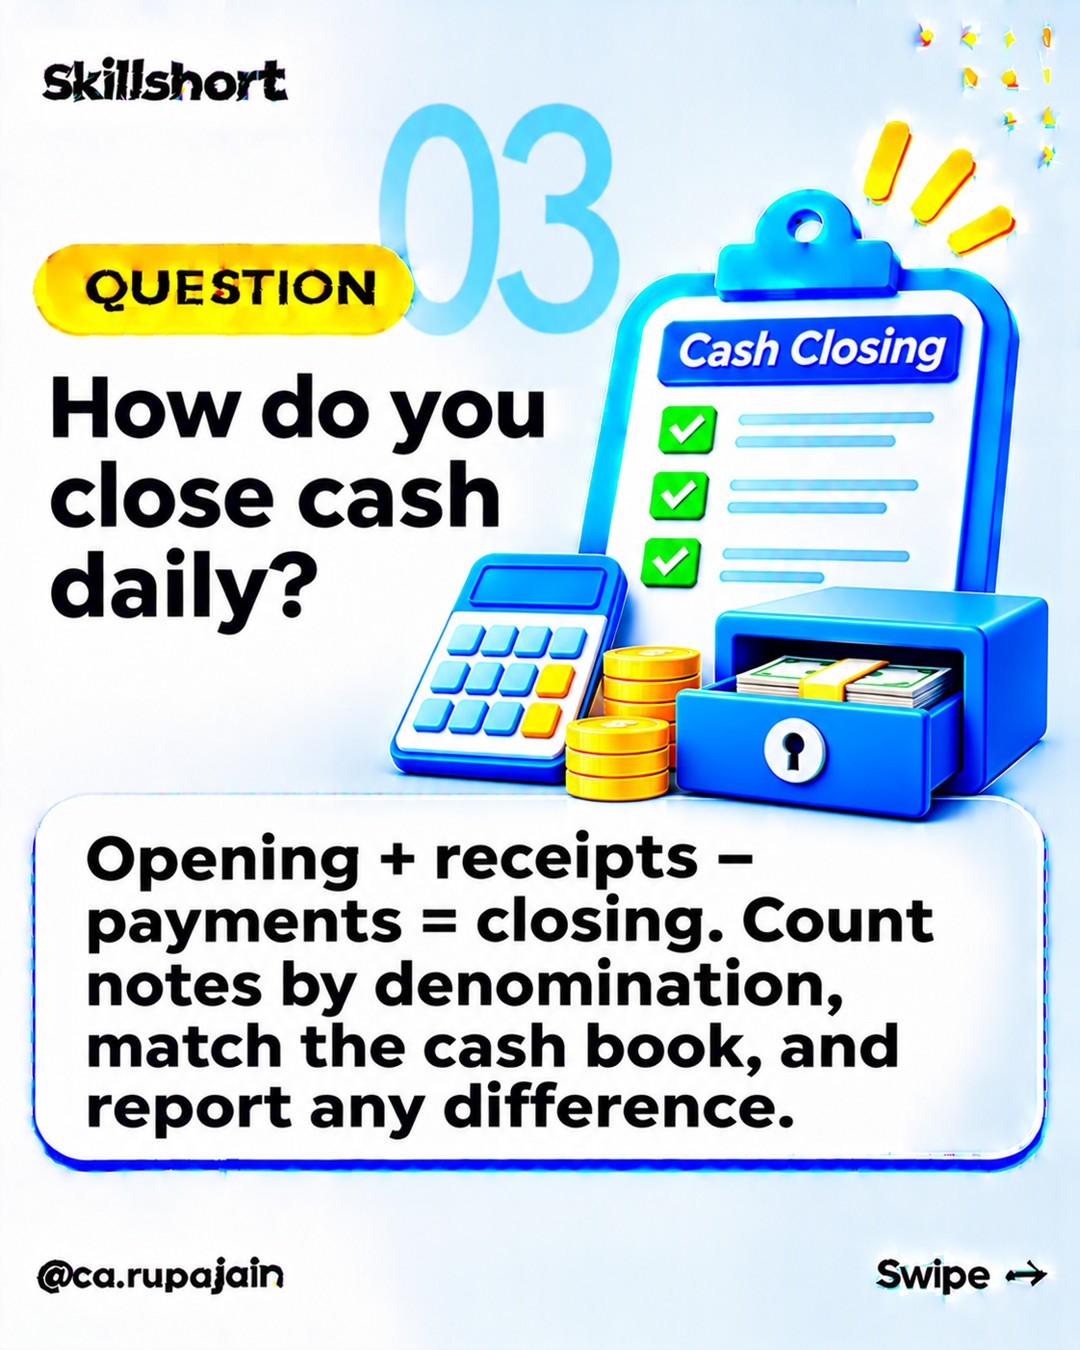 Skillshort
03
QUESTION
How do you
close cash
daily?
Cash Closing
Opening + receipts –
payments = closing. Count
notes by denomination,
match the cash book, and
report any difference.
@ca.rupajain
Swipe →